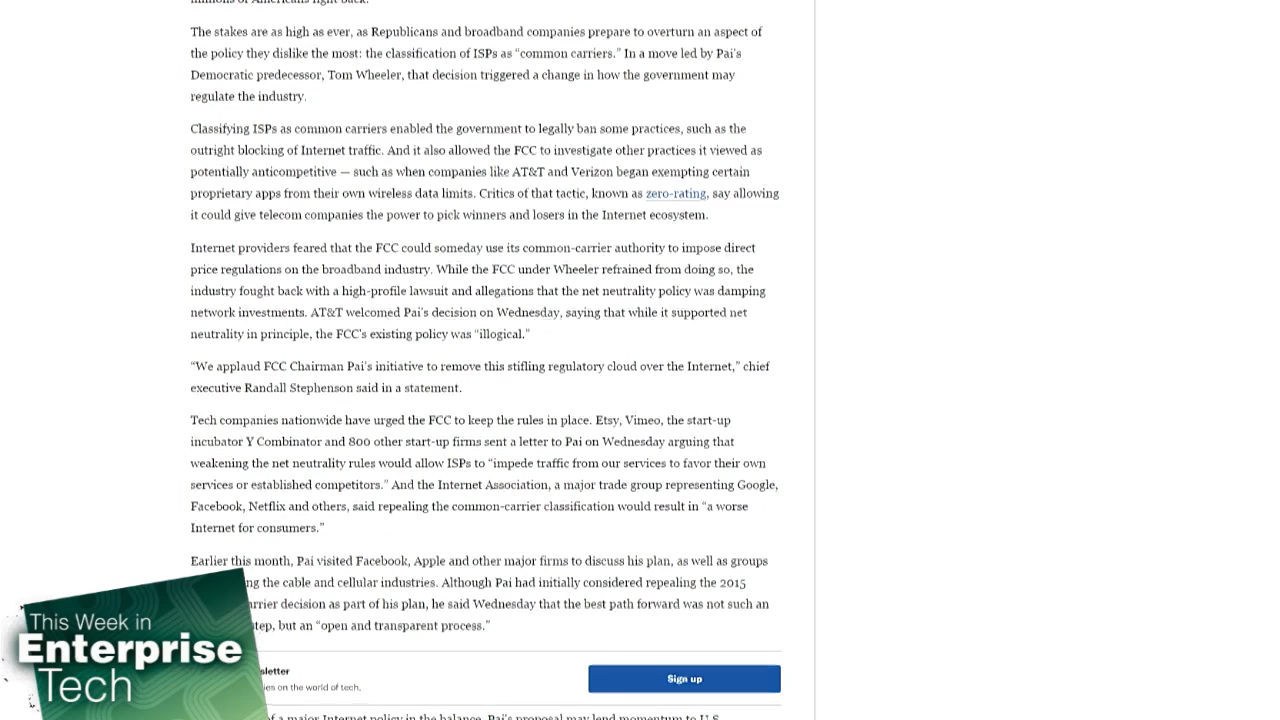 The stakes are as high as ever, as Republicans and broadband companies prepare to overturn an aspect of
the policy they dislike the most: the classification of ISPs as “common carriers.” In a move led by Pai’s
Democratic predecessor, Tom Wheeler, that decision triggered a change in how the government may
regulate the industry.
Classifying ISPs as common carriers enabled the government to legally ban some practices, such as the
outright blocking of Internet traffic. And it also allowed the FCC to investigate other practices it viewed as
potentially anticompetitive — such as when companies like AT&T and Verizon began exempting certain
proprietary apps from their own wireless data limits. Critics of that tactic, known as zero-rating, say allowing
it could give telecom companies the power to pick winners and losers in the Internet ecosystem.
Internet providers feared that the FCC could someday use its common-carrier authority to impose direct
price regulations on the broadband industry. While the FCC under Wheeler refrained from doing so, the
industry fought back with a high-profile lawsuit and allegations that the net neutrality policy was damping
network investments. AT&T welcomed Pai’s decision on Wednesday, saying that while it supported net
neutrality in principle, the FCC’s existing policy was “illogical.”
“We applaud FCC Chairman Pai’s initiative to remove this stifling regulatory cloud over the Internet,” chief
executive Randall Stephenson said in a statement.
Tech companies nationwide have urged the FCC to keep the rules in place. Etsy, Vimeo, the start-up
incubator Y Combinator and 800 other start-up firms sent a letter to Pai on Wednesday arguing that
weakening the net neutrality rules would allow ISPs to “impede traffic from our services to favor their own
services or established competitors.” And the Internet Association, a major trade group representing Google,
Facebook, Netflix and others, said repealing the common-carrier classification would result in “a worse
Internet for consumers.”
Earlier this month, Pai visited Facebook, Apple and other major firms to discuss his plan, as well as groups
the cable and cellular industries. Although Pai had initially considered repealing the 2015
decision as part of his plan, he said Wednesday that the best path forward was not such an
but an “open and transparent process.”
This Week in
Enterprise
Tech
on the world of tech.
Sign up
of a major Internet policy in the balance, Pai’s proposal may lend momentum to U.S.